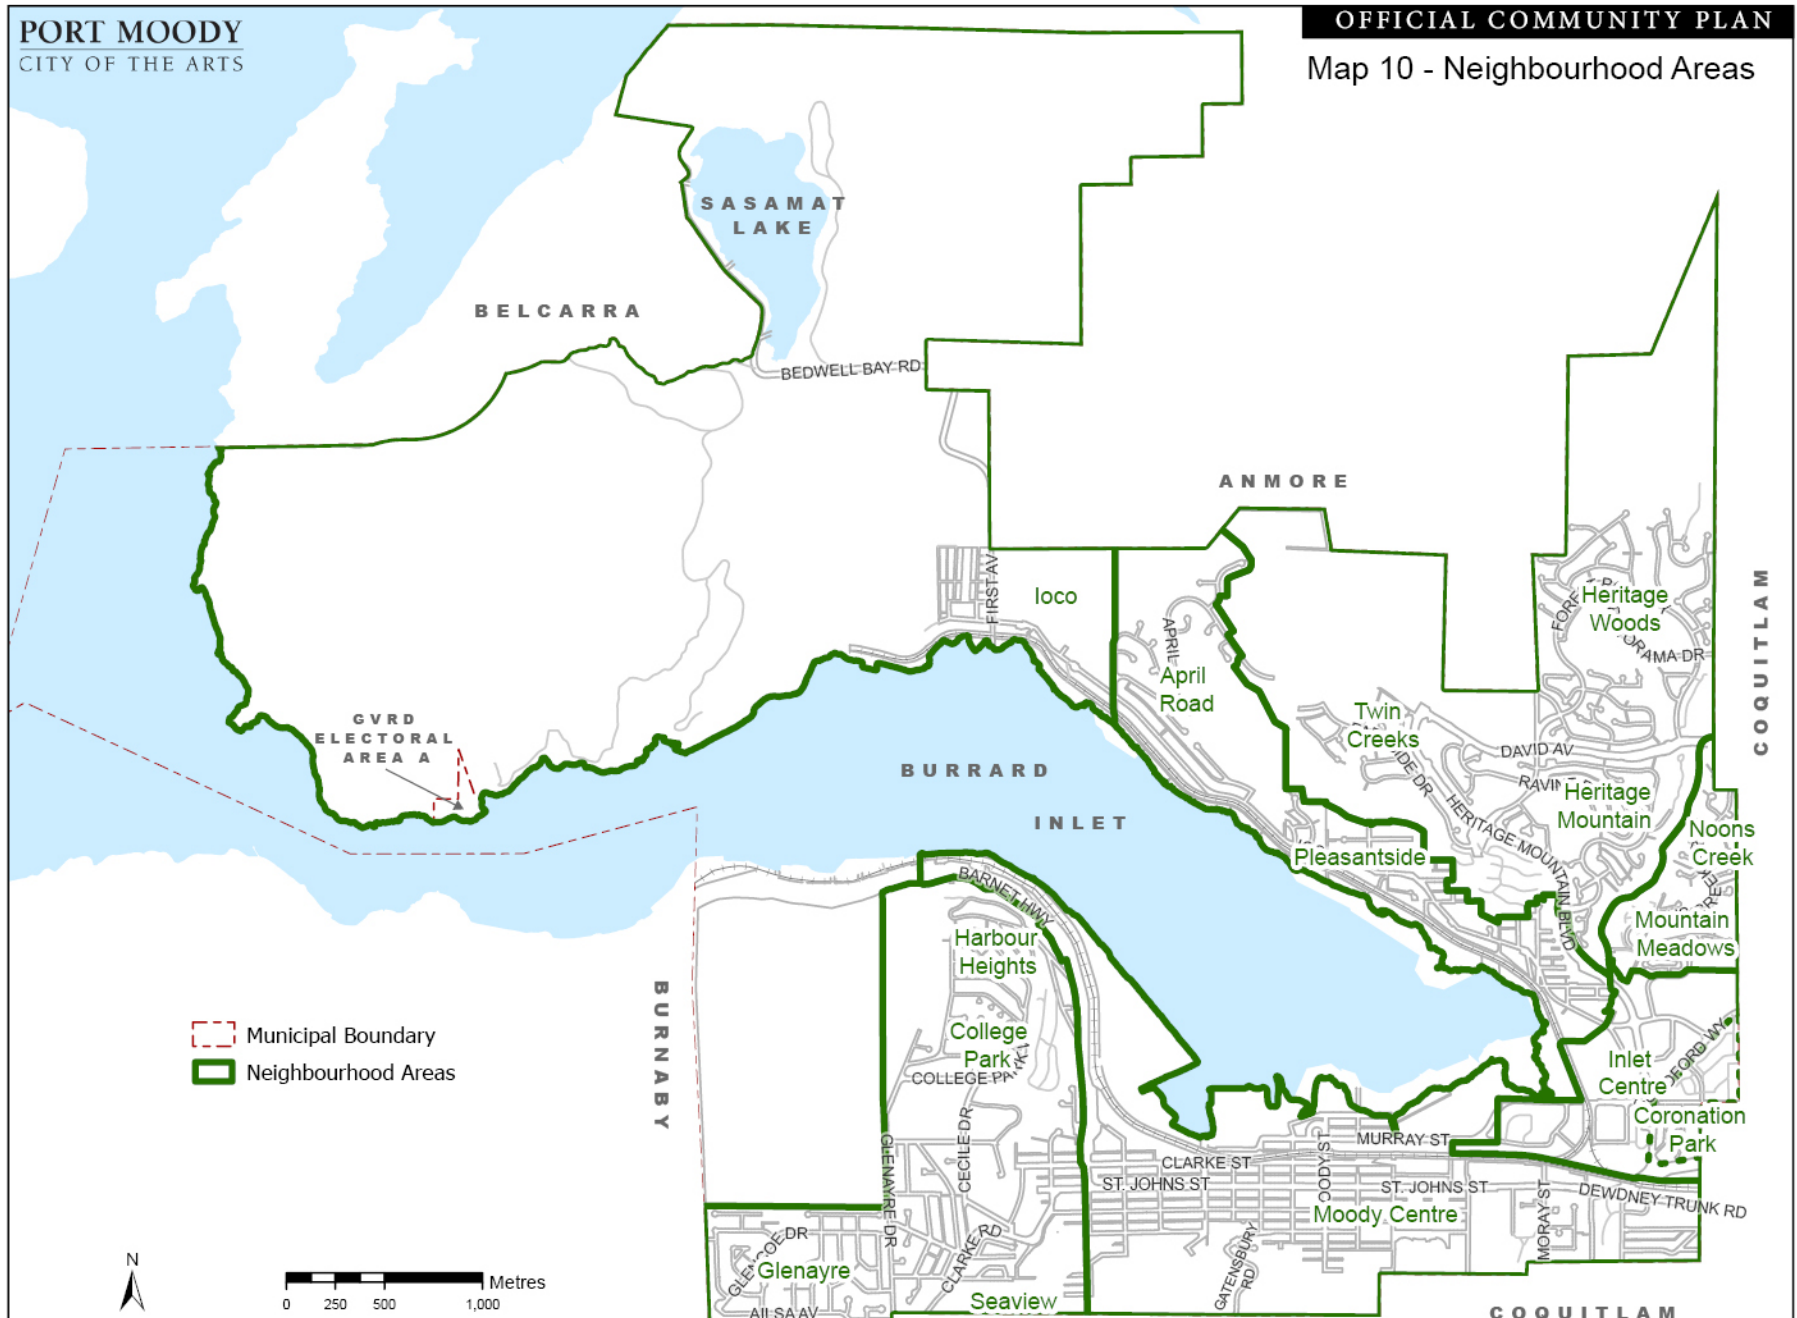 PORT MOODY
CITY OF THE ARTS
OFFICIAL COMMUNITY PLAN
Map 10 - Neighbourhood Areas
SASAMAT
LAKE
BELCARRA
BEDWELL BAY RD
ANMORE
COQUITLAM
FIRST AV
Ioco
APRIL
April
Road
Heritage
Woods
Twin
Creeks
DAVID AV
Heritage
Mountain
HERITAGE MOUNTAIN BLVD
Noons
Creek
Pleasantside
Mountain
Meadows
GVRD
ELECTORAL
AREA A
BURRARD
INLET
BARNET HWY
Harbour
Heights
BURNABY
Municipal Boundary
Neighbourhood Areas
College
Park
COLLEGE PK
Inlet
Centre
Coronation
Park
CECILE DR
GLENAYRE DR
MURRAY ST
CLARKE ST
ST. JOHNS ST
ST. JOHNS ST
MOODY ST
Moody Centre
MORAY ST
DEWDNEY TRUNK RD
CLARKE RD
GATENSBURY
RD
Glenayre
Seaview
AILSA AV
N
Metres
0 250 500 1,000
COQUITLAM